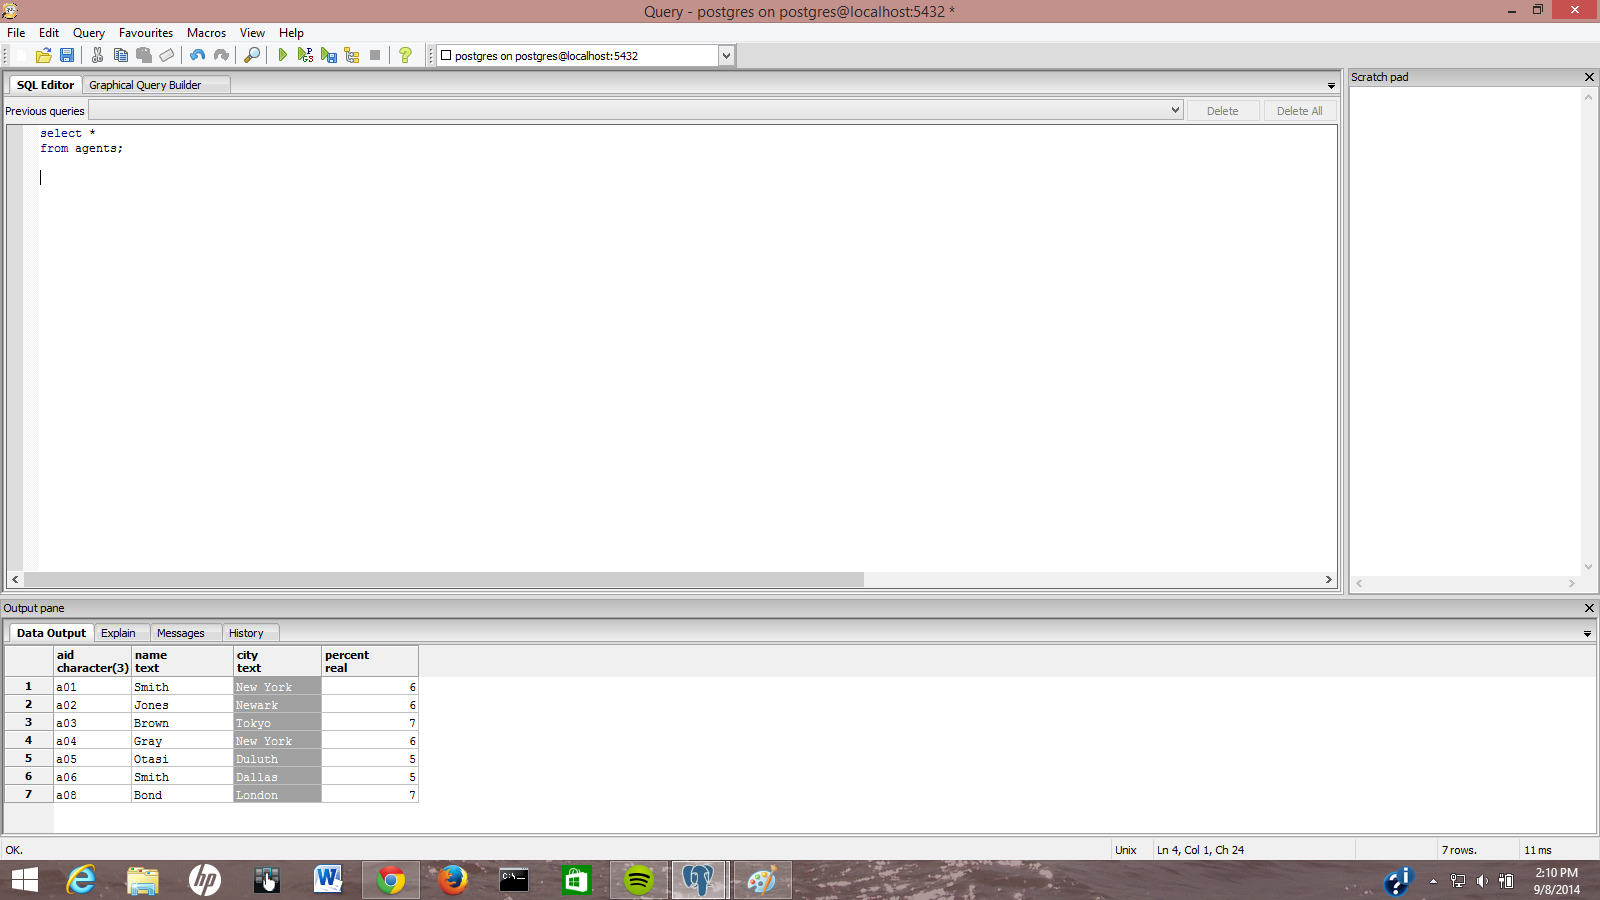 Query - postgres on postgres@localhost:5432 *
File Edit Query Favourites Macros View Help
postgres on postgres@localhost:5432
SQL Editor Graphical Query Builder
Scratch pad
Previous queries Delete Delete All
select *
from agents;
Output pane
Data Output Explain Messages History
aid name city percent
character(3) text text real
1 a01 Smith New York 6
2 a02 Jones Newark 6
3 a03 Brown Tokyo 7
4 a04 Gray New York 6
5 a05 Otasi Duluth 5
6 a06 Smith Dallas 5
7 a08 Bond London 7
OK. Unix Ln 4, Col 1, Ch 24 7 rows. 11 ms
hp
2:10 PM
9/8/2014